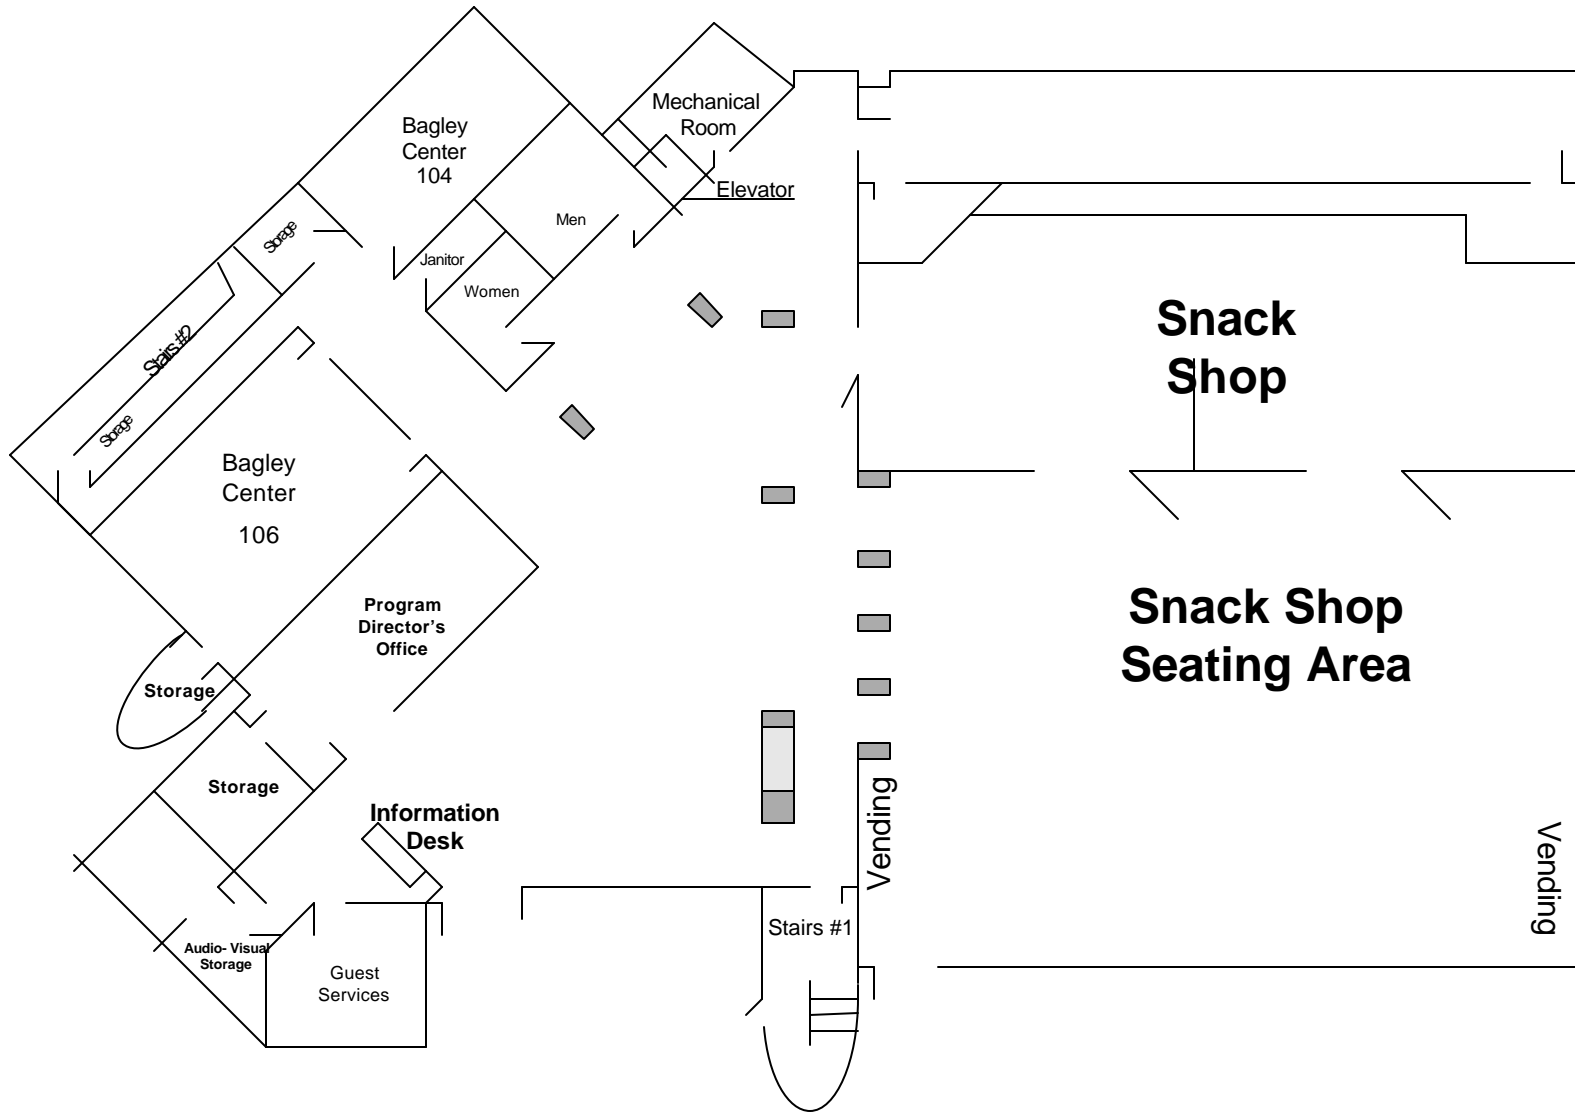 Mechanical
Room
Bagley
Center
104
Elevator
Men
Storage
Janitor
Women
Snack
Shop
Stairs #2
Storage
Bagley
Center
106
Program
Director's
Office
Snack Shop
Seating Area
Storage
Storage
Information
Desk
Vending
Vending
Stairs #1
Audio- Visual
Storage
Guest
Services